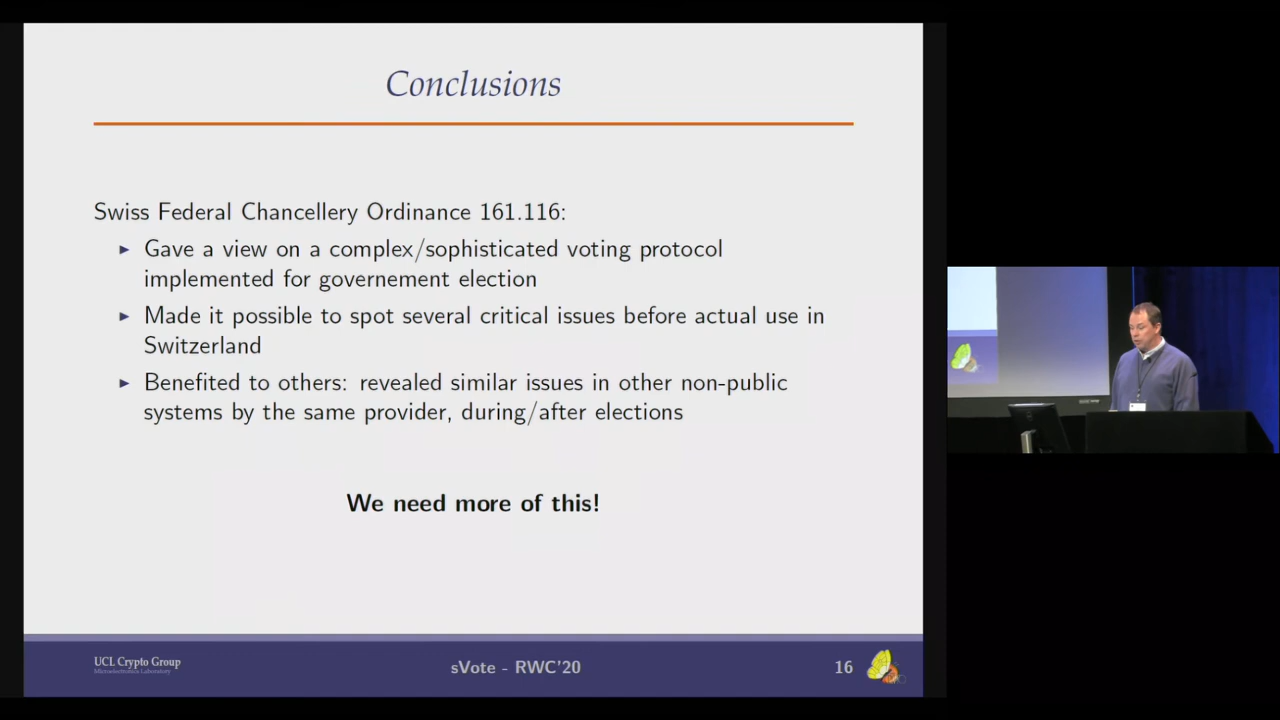 Conclusions
Swiss Federal Chancellery Ordinance 161.116:
▶ Gave a view on a complex/sophisticated voting protocol
implemented for governement election
▶ Made it possible to spot several critical issues before actual use in
Switzerland
▶ Benefited to others: revealed similar issues in other non-public
systems by the same provider, during/after elections
We need more of this!
UCL Crypto Group
Microelectronics Laboratory
sVote - RWC'20
16